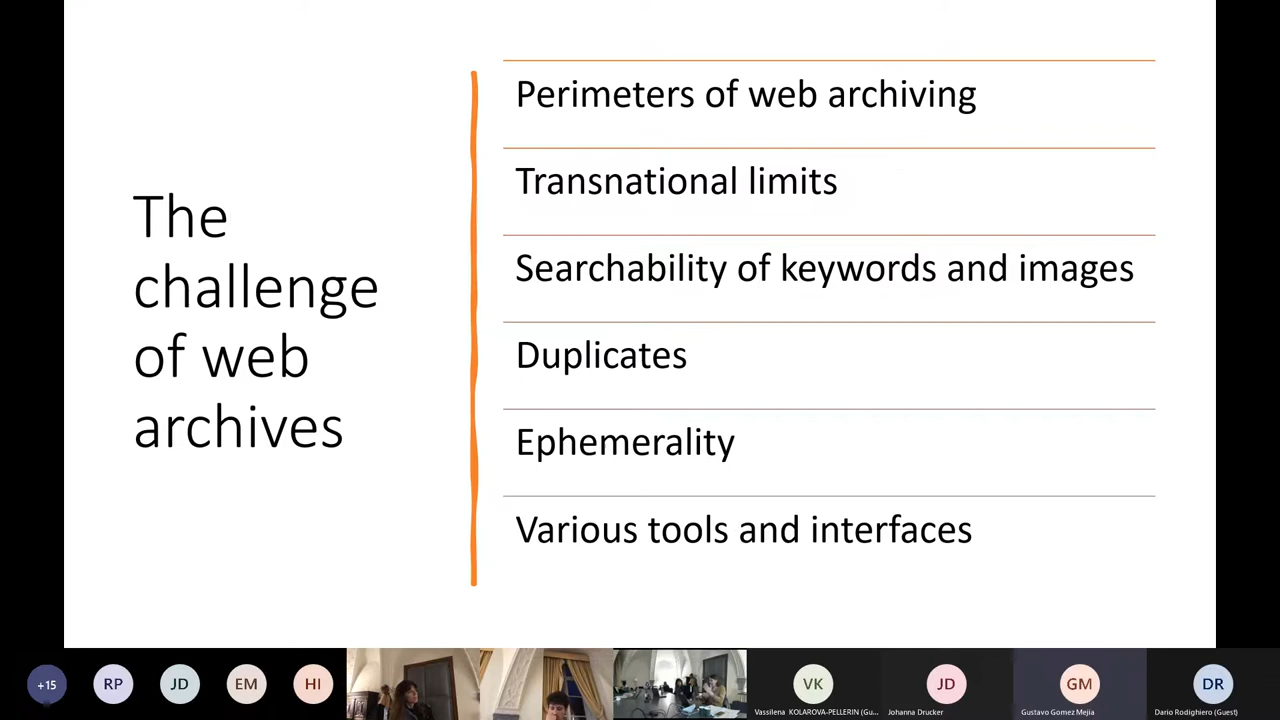 The
challenge
of web
archives
Perimeters of web archiving
Transnational limits
Searchability of keywords and images
Duplicates
Ephemerality
Various tools and interfaces
+15
RP
JD
EM
HI
VK
Vassilena KOLAROVA-PELLERIN (Gu...
JD
Johanna Drucker
GM
Gustavo Gomez Mejia
DR
Dario Rodighiero (Guest)